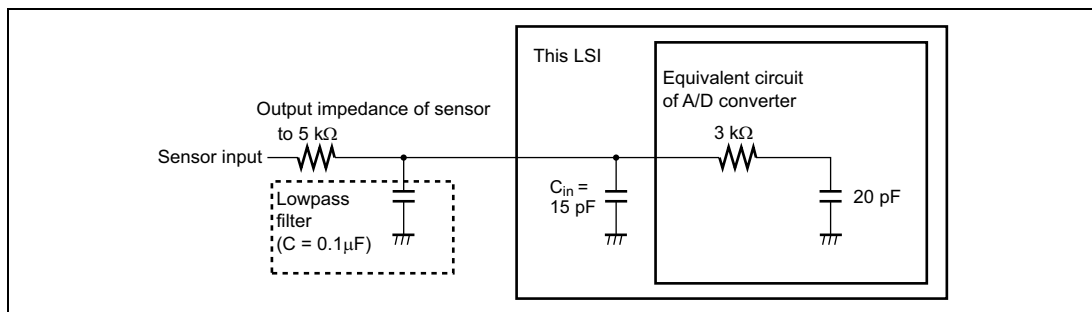 This LSI
Equivalent circuit
of A/D converter
Output impedance of sensor
to 5 kΩ
3 kΩ
Sensor input
Lowpass
filter
(C = 0.1μF)
Cin =
15 pF
20 pF